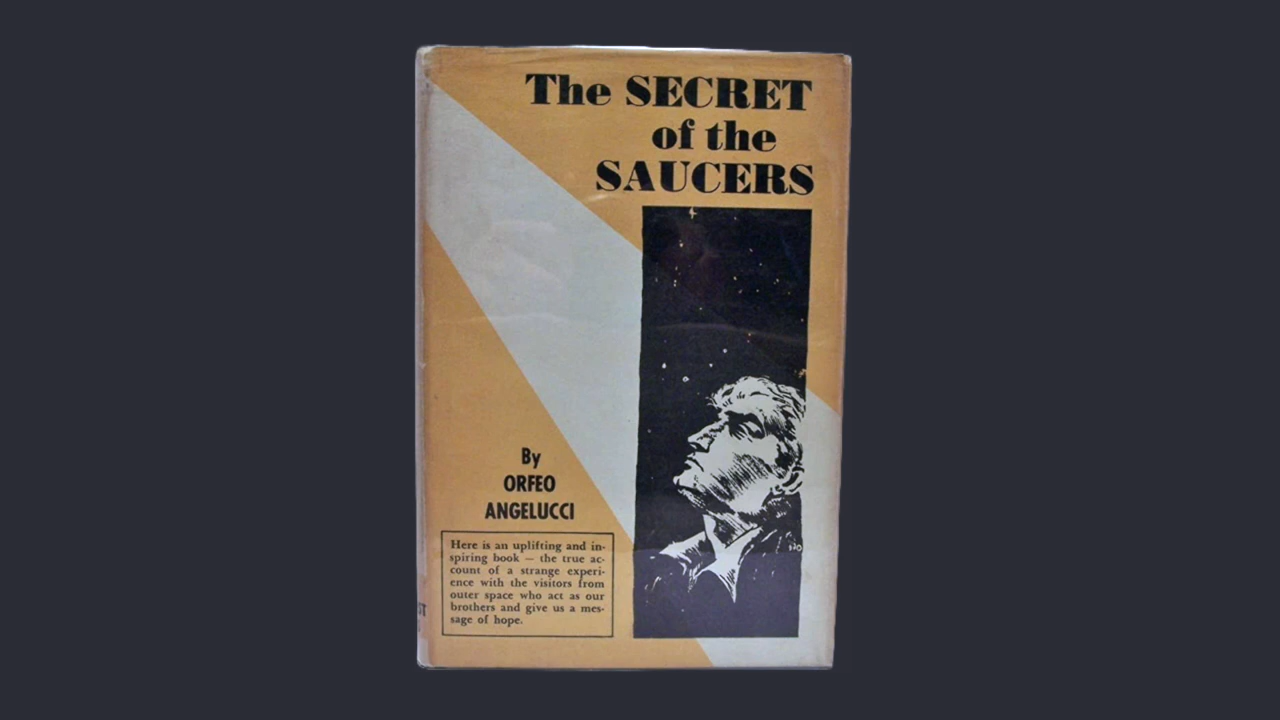 The SECRET
of the
SAUCERS
By
ORFEO
ANGELUCCI
Here is an uplifting and in-
spiring book — the true ac-
count of a strange experi-
ence with the visitors from
outer space who act as our
brothers and give us a mes-
sage of hope.